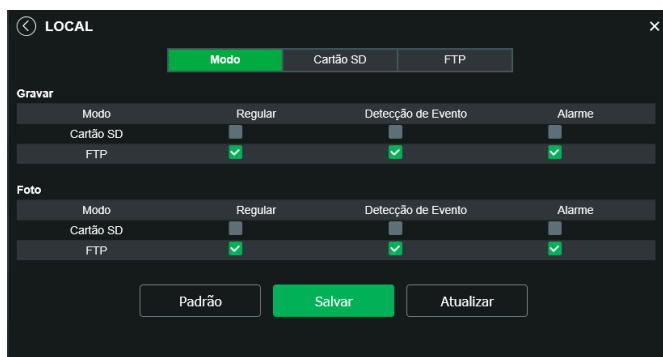 LOCAL
Modo Cartão SD FTP
Gravar
Modo Regular Detecção de Evento Alarme
Cartão SD
FTP
Foto
Modo Regular Detecção de Evento Alarme
Cartão SD
FTP
Padrão Salvar Atualizar